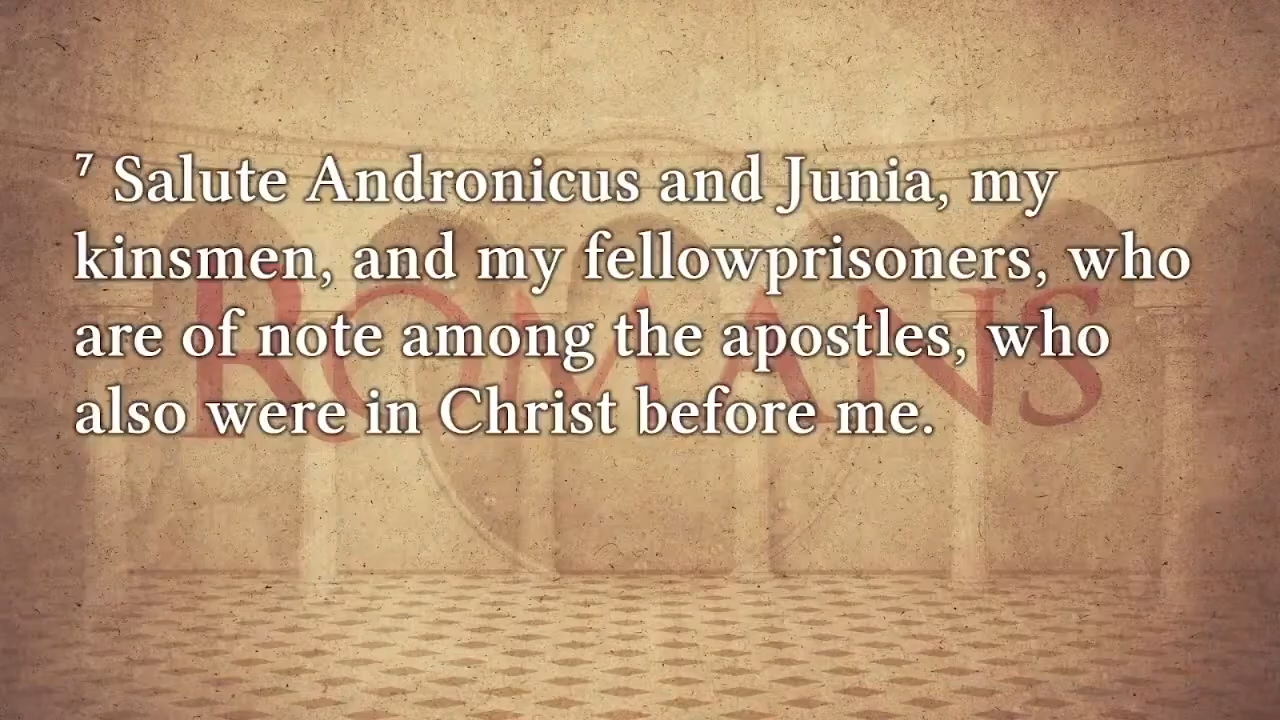 ⁷ Salute Andronicus and Junia, my
kinsmen, and my fellowprisoners, who
are of note among the apostles, who
also were in Christ before me.
ROMANS